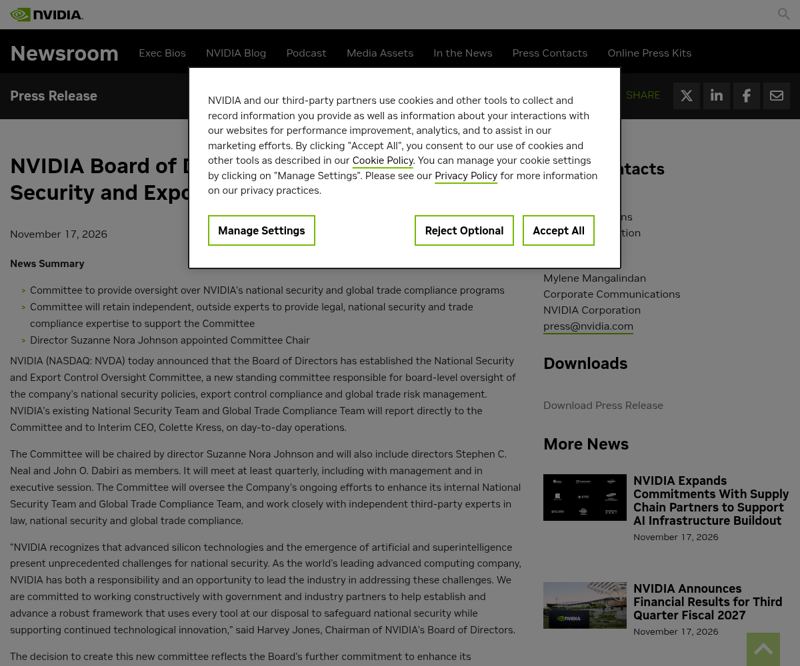 NVIDIA.
Newsroom
Exec Bios
NVIDIA Blog
Podcast
Media Assets
In the News
Press Contacts
Online Press Kits
Press Release
SHARE
NVIDIA and our third-party partners use cookies and other tools to collect and
record information you provide as well as information about your interactions with
our websites for performance improvement, analytics, and to assist in our
marketing efforts. By clicking "Accept All", you consent to our use of cookies and
other tools as described in our Cookie Policy. You can manage your cookie settings
by clicking on "Manage Settings". Please see our Privacy Policy for more information
on our privacy practices.
Manage Settings
Reject Optional
Accept All
NVIDIA Board of
Security and
November 17, 2026
News Summary
> Committee to provide oversight over NVIDIA's national security and global trade compliance programs
> Committee will retain independent, outside experts to provide legal, national security and trade
compliance expertise to support the Committee
> Director Suzanne Nora Johnson appointed Committee Chair
NVIDIA (NASDAQ: NVDA) today announced that the Board of Directors has established the National Security
and Export Control Oversight Committee, a new standing committee responsible for board-level oversight of
the company's national security policies, export control compliance and global trade risk management.
NVIDIA's existing National Security Team and Global Trade Compliance Team will report directly to the
Committee and to Interim CEO, Colette Kress, on day-to-day operations.
The Committee will be chaired by director Suzanne Nora Johnson and will also include directors Stephen C.
Neal and John O. Dabiri as members. It will meet at least quarterly, including with management and in
executive session. The Committee will oversee the Company's ongoing efforts to enhance its internal National
Security Team and Global Trade Compliance Team, and work closely with independent third-party experts in
law, national security and global trade compliance.
"NVIDIA recognizes that advanced silicon technologies and the emergence of artificial and superintelligence
present unprecedented challenges for national security. As the world's leading advanced computing company,
NVIDIA has both a responsibility and an opportunity to lead the industry in addressing these challenges. We
are committed to working constructively with government and industry partners to help establish and
advance a robust framework that uses every tool at our disposal to safeguard national security while
supporting continued technological innovation," said Harvey Jones, Chairman of NVIDIA's Board of Directors.
The decision to create this new committee reflects the Board's further commitment to enhance its
Mylene Mangalindan
Corporate Communications
NVIDIA Corporation
press@nvidia.com
Downloads
Download Press Release
More News
NVIDIA Expands
Commitments With Supply
Chain Partners to Support
AI Infrastructure Buildout
November 17, 2026
NVIDIA Announces
Financial Results for Third
Quarter Fiscal 2027
November 17, 2026